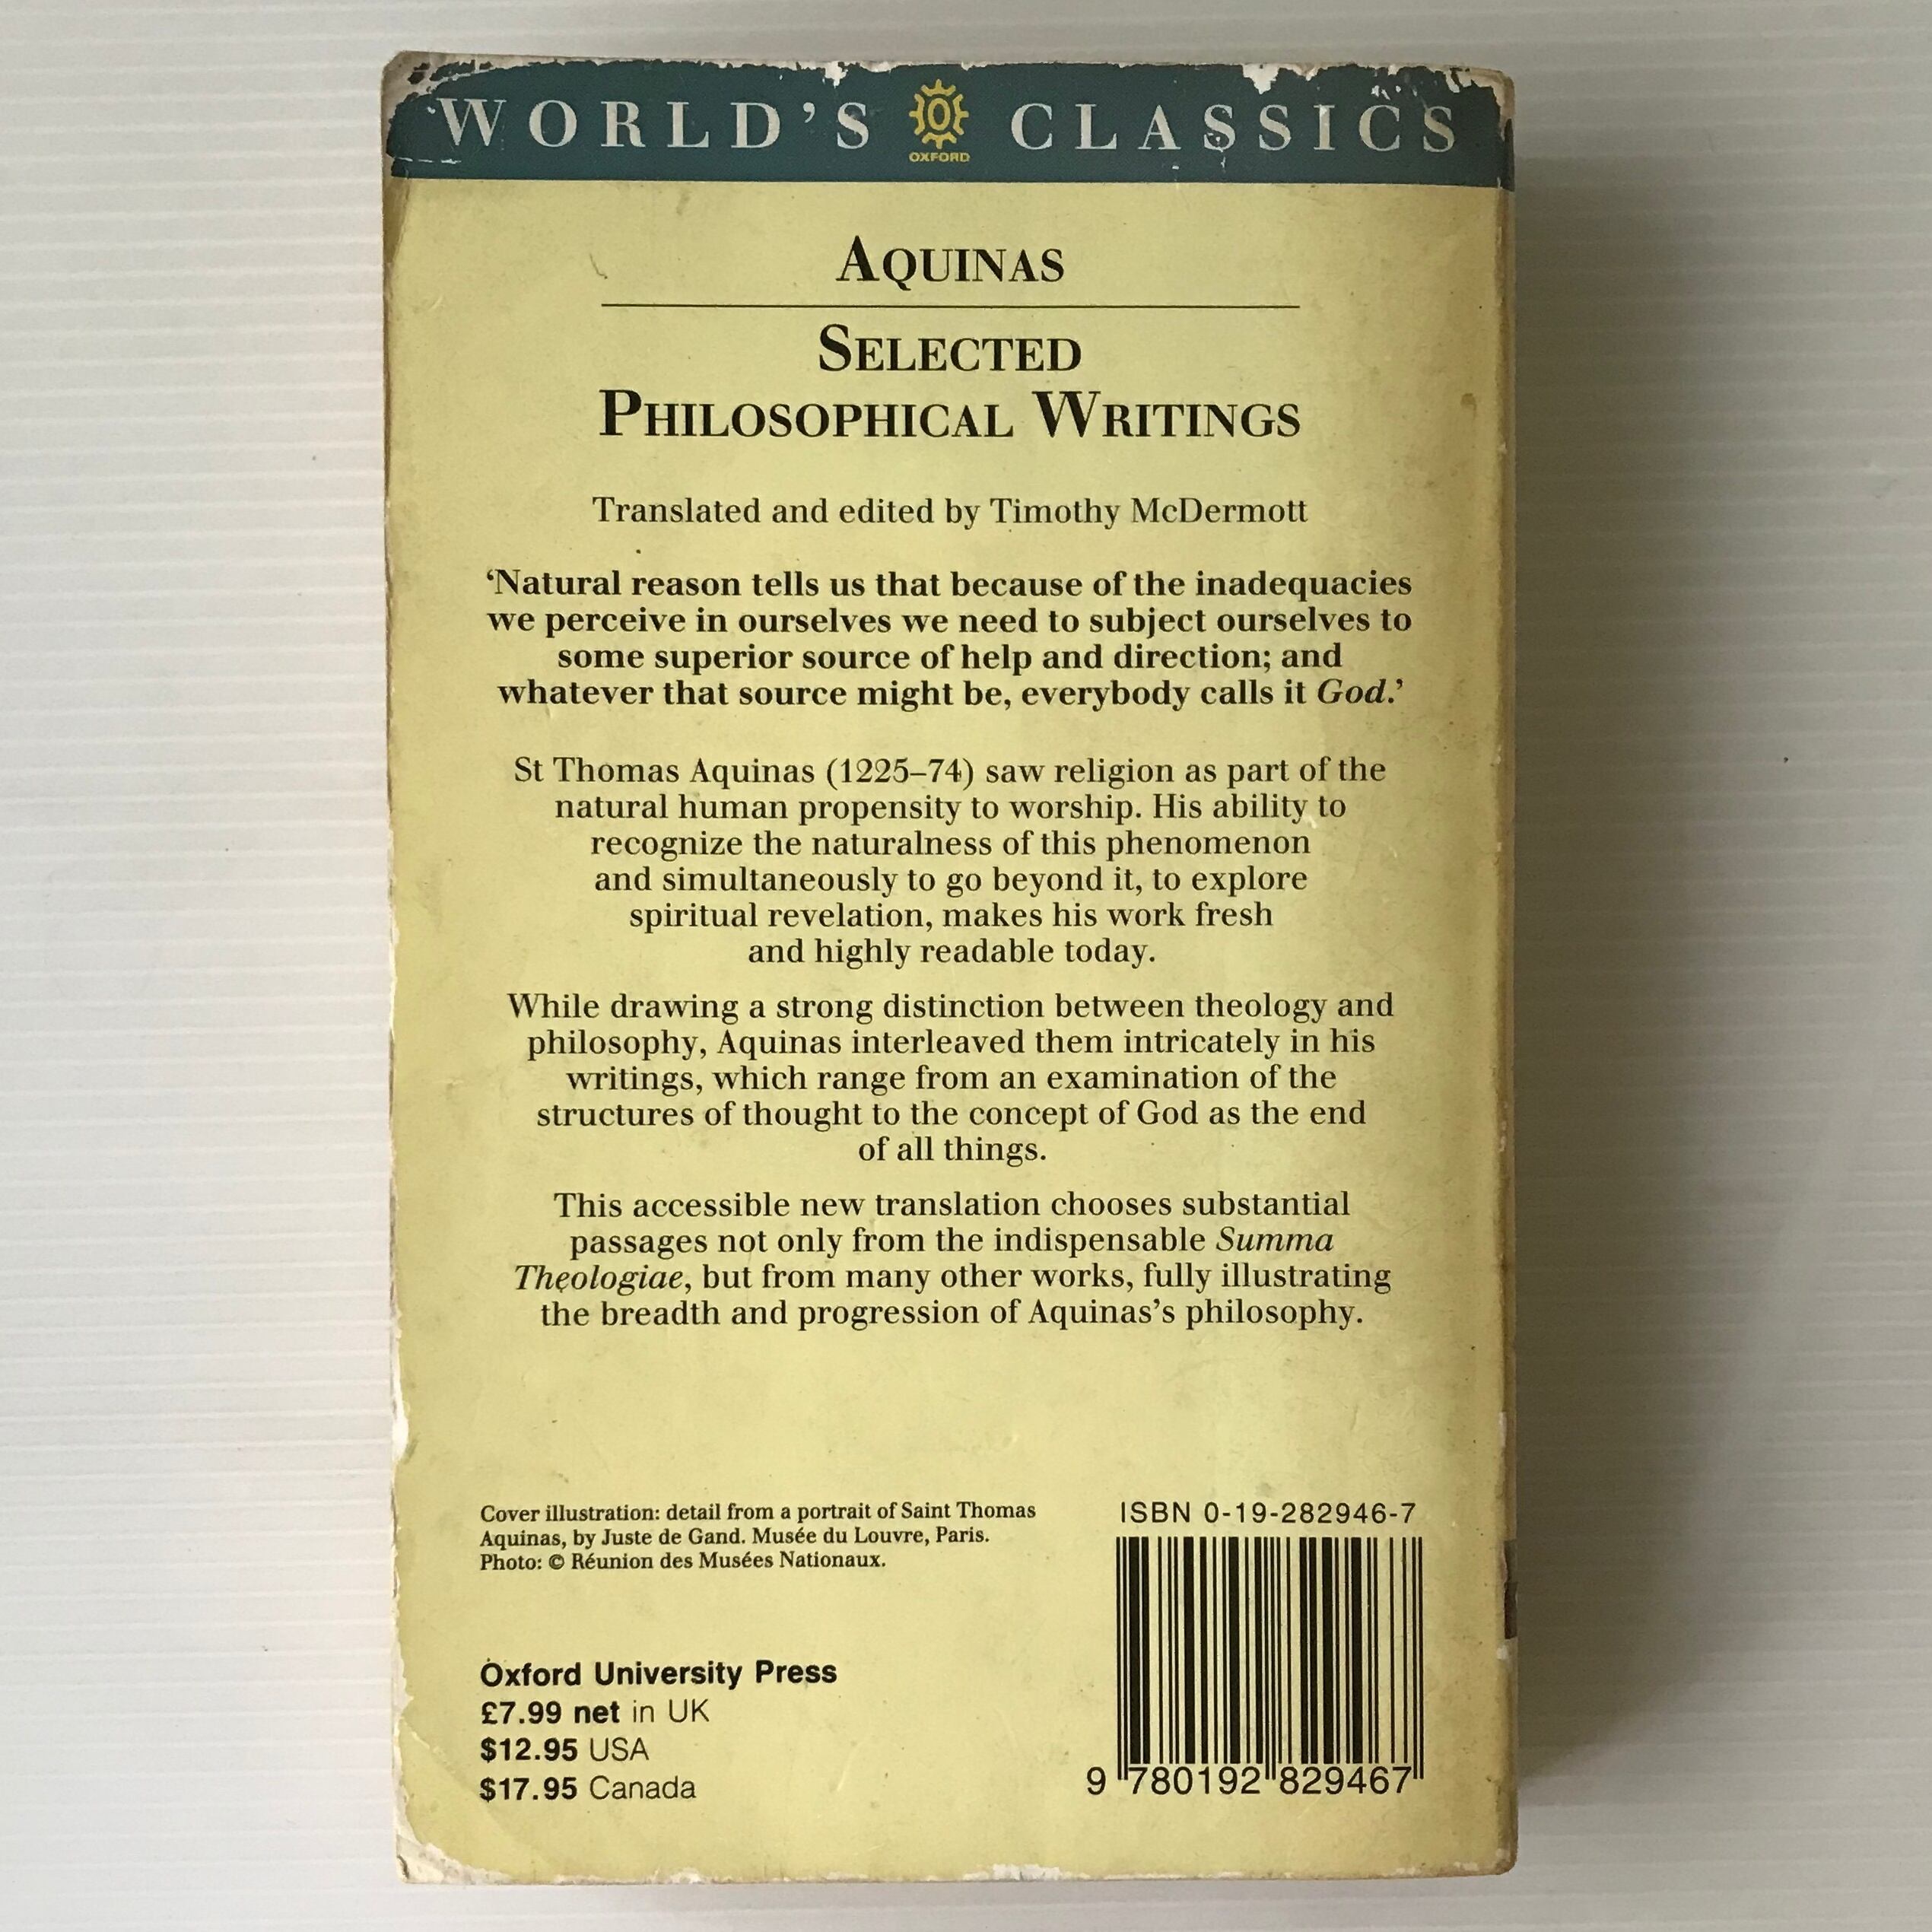 WORLD'S OXFORD CLASSICS
AQUINAS
SELECTED
PHILOSOPHICAL WRITINGS
Translated and edited by Timothy McDermott
‘Natural reason tells us that because of the inadequacies
we perceive in ourselves we need to subject ourselves to
some superior source of help and direction; and
whatever that source might be, everybody calls it God.’
St Thomas Aquinas (1225–74) saw religion as part of the
natural human propensity to worship. His ability to
recognize the naturalness of this phenomenon
and simultaneously to go beyond it, to explore
spiritual revelation, makes his work fresh
and highly readable today.
While drawing a strong distinction between theology and
philosophy, Aquinas interleaved them intricately in his
writings, which range from an examination of the
structures of thought to the concept of God as the end
of all things.
This accessible new translation chooses substantial
passages not only from the indispensable Summa
Theologiae, but from many other works, fully illustrating
the breadth and progression of Aquinas’s philosophy.
Cover illustration: detail from a portrait of Saint Thomas
Aquinas, by Juste de Gand. Musée du Louvre, Paris.
Photo: © Réunion des Musées Nationaux.
Oxford University Press
£7.99 net in UK
$12.95 USA
$17.95 Canada
ISBN 0-19-282946-7
9 780192 829467